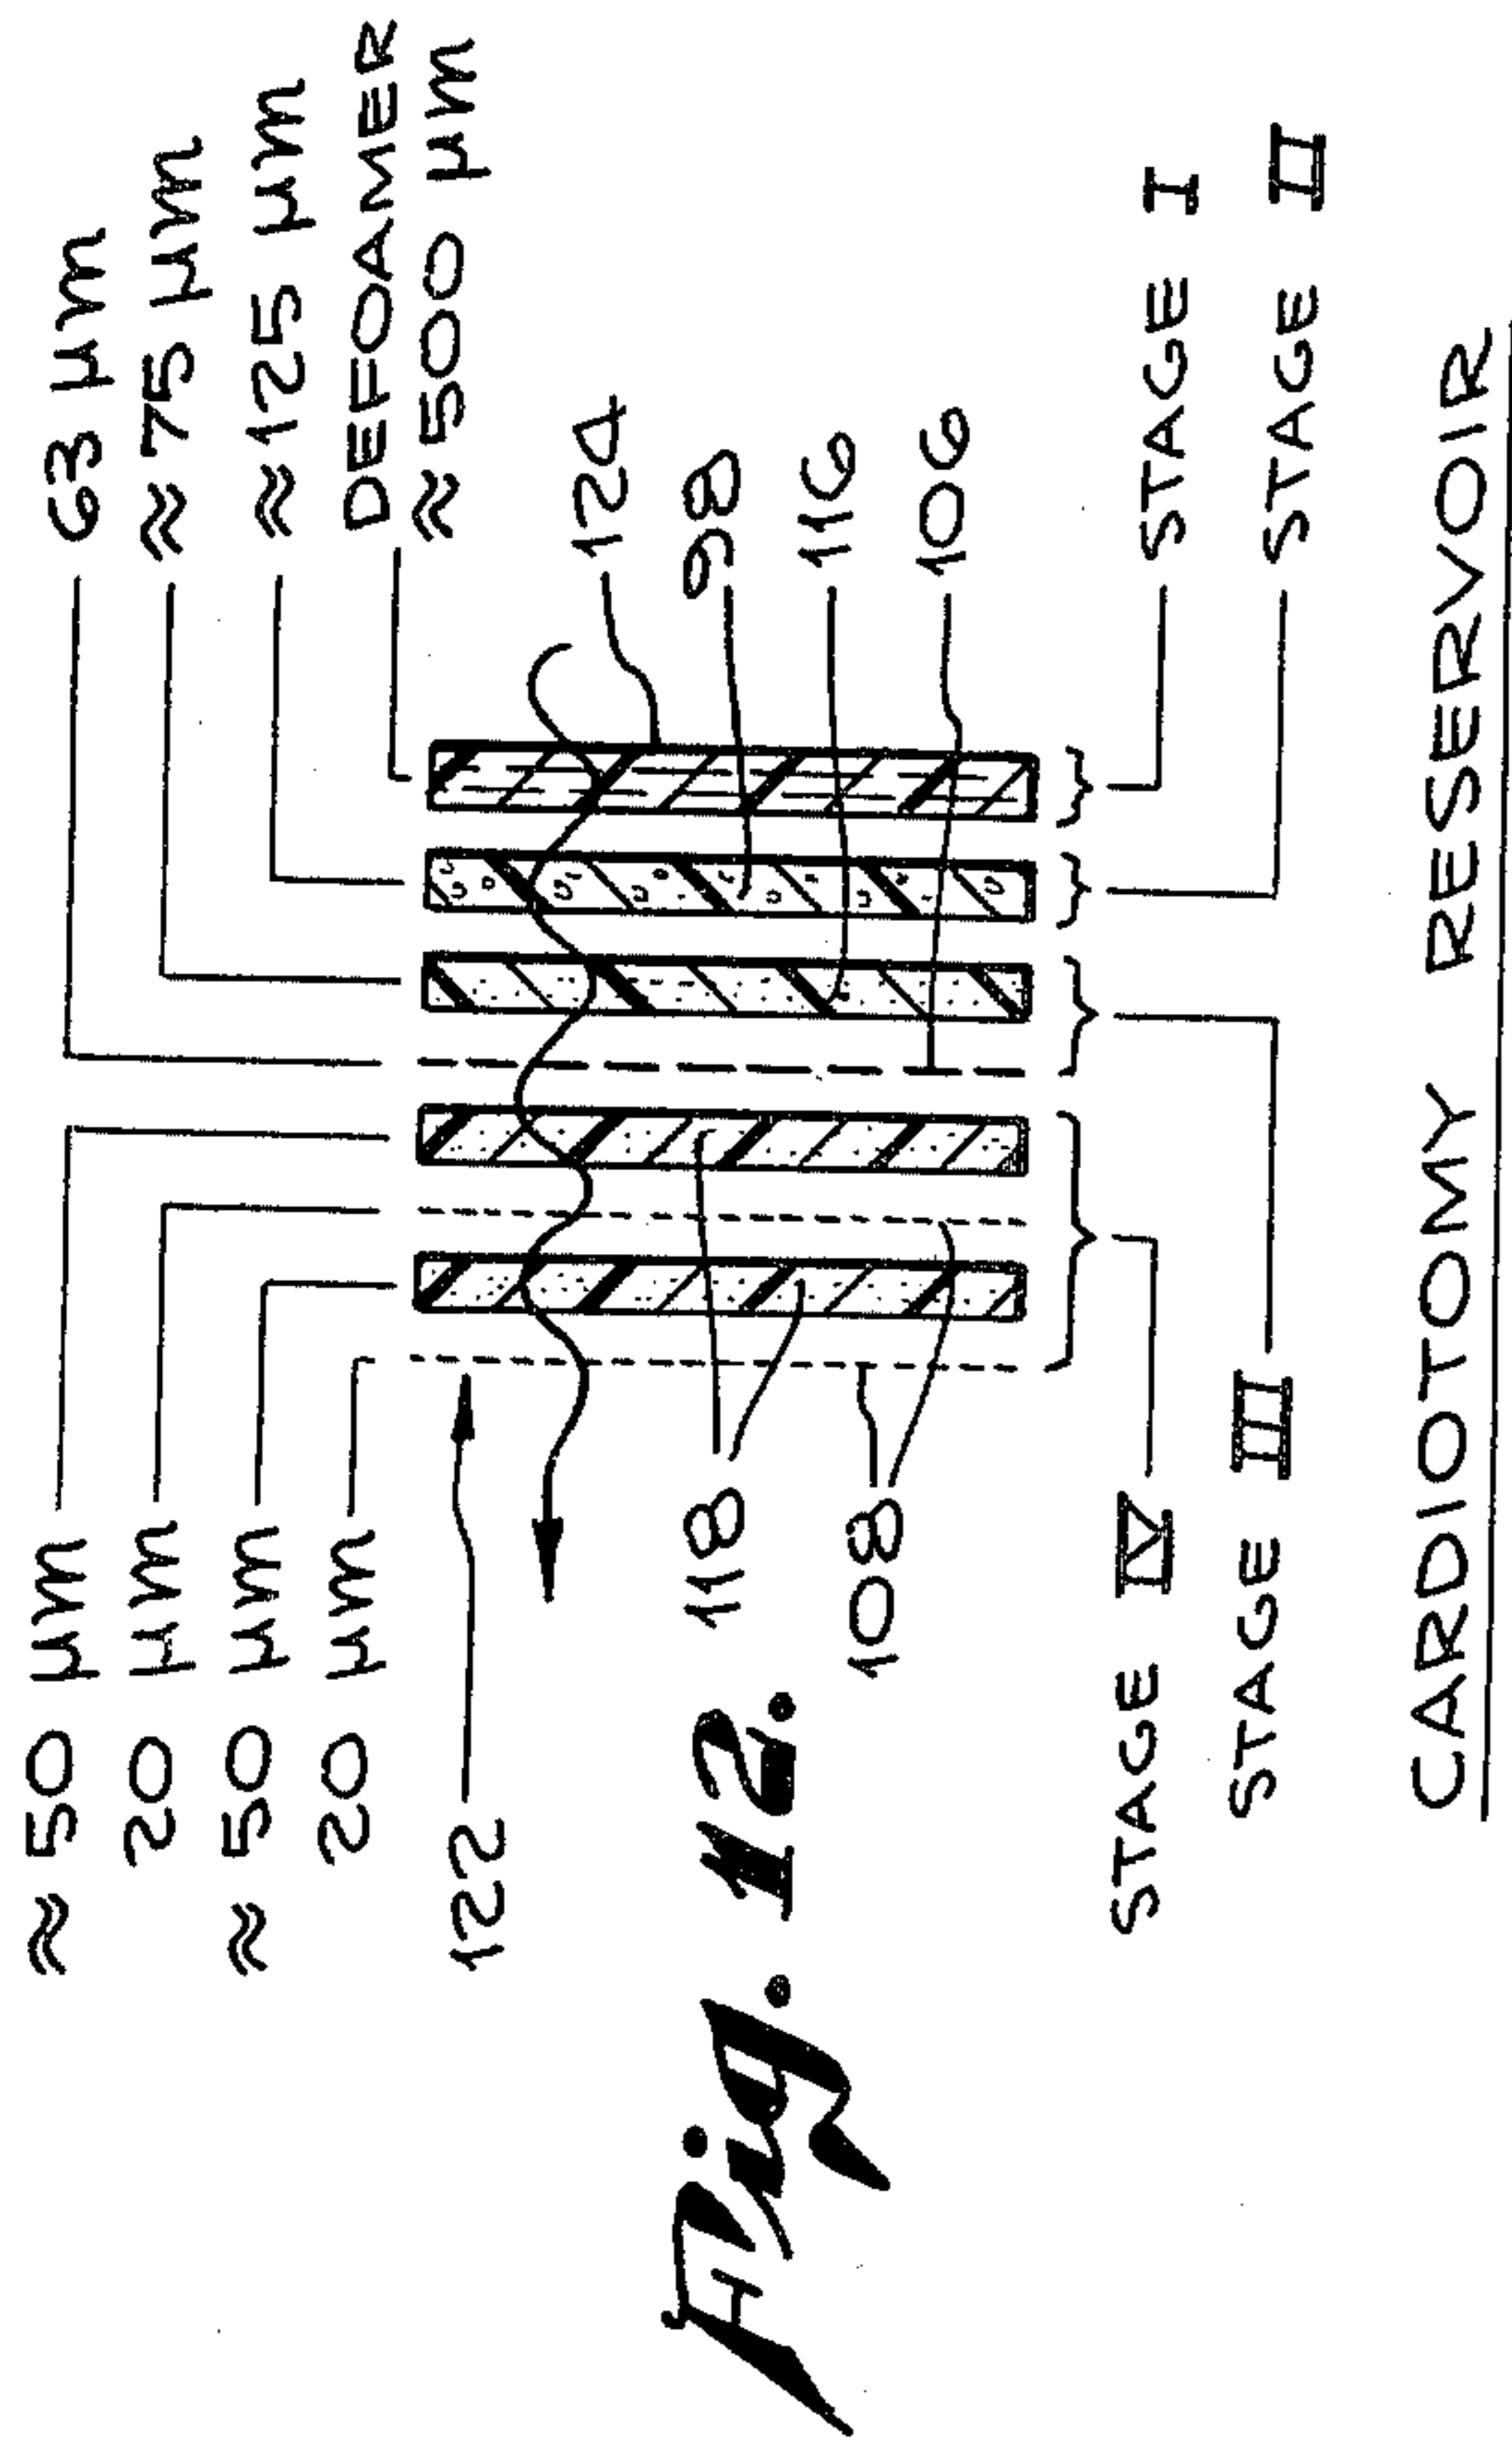 ≈ 50 µm
20 µm
≈ 50 µm
20 µm
63 µm
≈ 75 µm
≈ 125 µm
DEFOAMER
≈ 500 µm
122
118
108
124
98
116
106
Fig. 12.
STAGE IV
STAGE III
STAGE I
STAGE II
CARDIOTOMY RESERVOIR